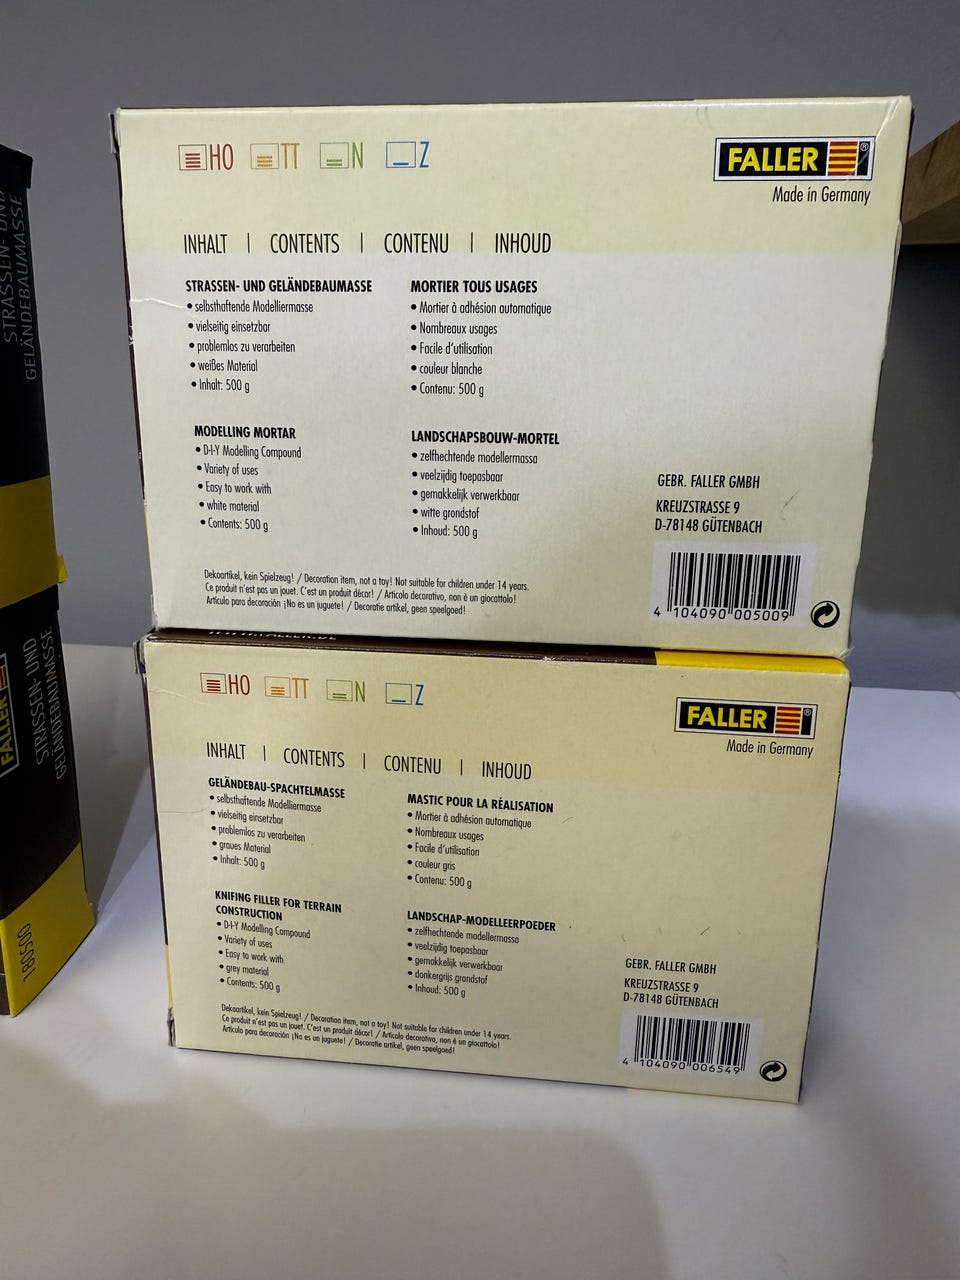 STRASSEN- UND
GELÄNDEBAUMASSE
FALLER
STRASSEN- UND
GELÄNDEBAUMASSE
180500
HO TT N Z
FALLER ®
Made in Germany
INHALT | CONTENTS | CONTENU | INHOUD
STRASSEN- UND GELÄNDEBAUMASSE
• selbsthaftende Modelliermasse
• vielseitig einsetzbar
• problemlos zu verarbeiten
• weißes Material
• Inhalt: 500 g
MORTIER TOUS USAGES
• Mortier à adhésion automatique
• Nombreaux usages
• Facile d'utilisation
• couleur blanche
• Contenu: 500 g
MODELLING MORTAR
• D-I-Y Modelling Compound
• Variety of uses
• Easy to work with
• white material
• Contents: 500 g
LANDSCHAPSBOUW-MORTEL
• zelfhechtende modellermassa
• veelzijdig toepasbaar
• gemakkelijk verwerkbaar
• witte grondstof
• Inhoud: 500 g
GEBR. FALLER GMBH
KREUZSTRASSE 9
D-78148 GÜTENBACH
Dekoartikel, kein Spielzeug! / Decoration item, not a toy! Not suitable for children under 14 years.
Ce produit n'est pas un jouet. C'est un produit décor! / Articolo decorativo, non è un giocattolo!
Artículo para decoración ¡No es un juguete! / Decoratie artikel, geen speelgoed!
4 104090 005009
WWW.FALLER.DE
HO TT N Z
FALLER ®
Made in Germany
INHALT | CONTENTS | CONTENU | INHOUD
GELÄNDEBAU-SPACHTELMASSE
• selbsthaftende Modelliermasse
• vielseitig einsetzbar
• problemlos zu verarbeiten
• graues Material
• Inhalt: 500 g
MASTIC POUR LA RÉALISATION
• Mortier à adhésion automatique
• Nombreaux usages
• Facile d'utilisation
• couleur gris
• Contenu: 500 g
KNIFING FILLER FOR TERRAIN
CONSTRUCTION
• D-I-Y Modelling Compound
• Variety of uses
• Easy to work with
• grey material
• Contents: 500 g
LANDSCHAP-MODELLEERPOEDER
• zelfhechtende modellermassa
• veelzijdig toepasbaar
• gemakkelijk verwerkbaar
• donkergrijs grondstof
• Inhoud: 500 g
GEBR. FALLER GMBH
KREUZSTRASSE 9
D-78148 GÜTENBACH
Dekoartikel, kein Spielzeug! / Decoration item, not a toy! Not suitable for children under 14 years.
Ce produit n'est pas un jouet. C'est un produit décor! / Articolo decorativo, non è un giocattolo!
Artículo para decoración ¡No es un juguete! / Decoratie artikel, geen speelgoed!
4 104090 006549